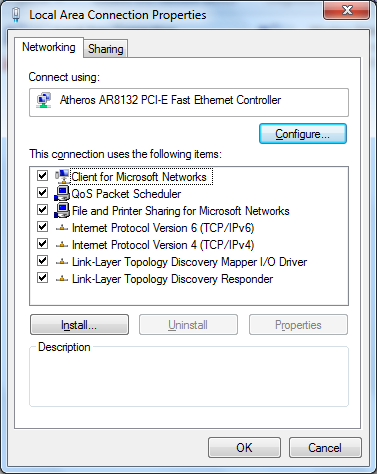 Local Area Connection Properties
Networking
Sharing
Connect using:
Atheros AR8132 PCI-E Fast Ethernet Controller
Configure...
This connection uses the following items:
Client for Microsoft Networks
QoS Packet Scheduler
File and Printer Sharing for Microsoft Networks
Internet Protocol Version 6 (TCP/IPv6)
Internet Protocol Version 4 (TCP/IPv4)
Link-Layer Topology Discovery Mapper I/O Driver
Link-Layer Topology Discovery Responder
Install...
Uninstall
Properties
Description
OK
Cancel